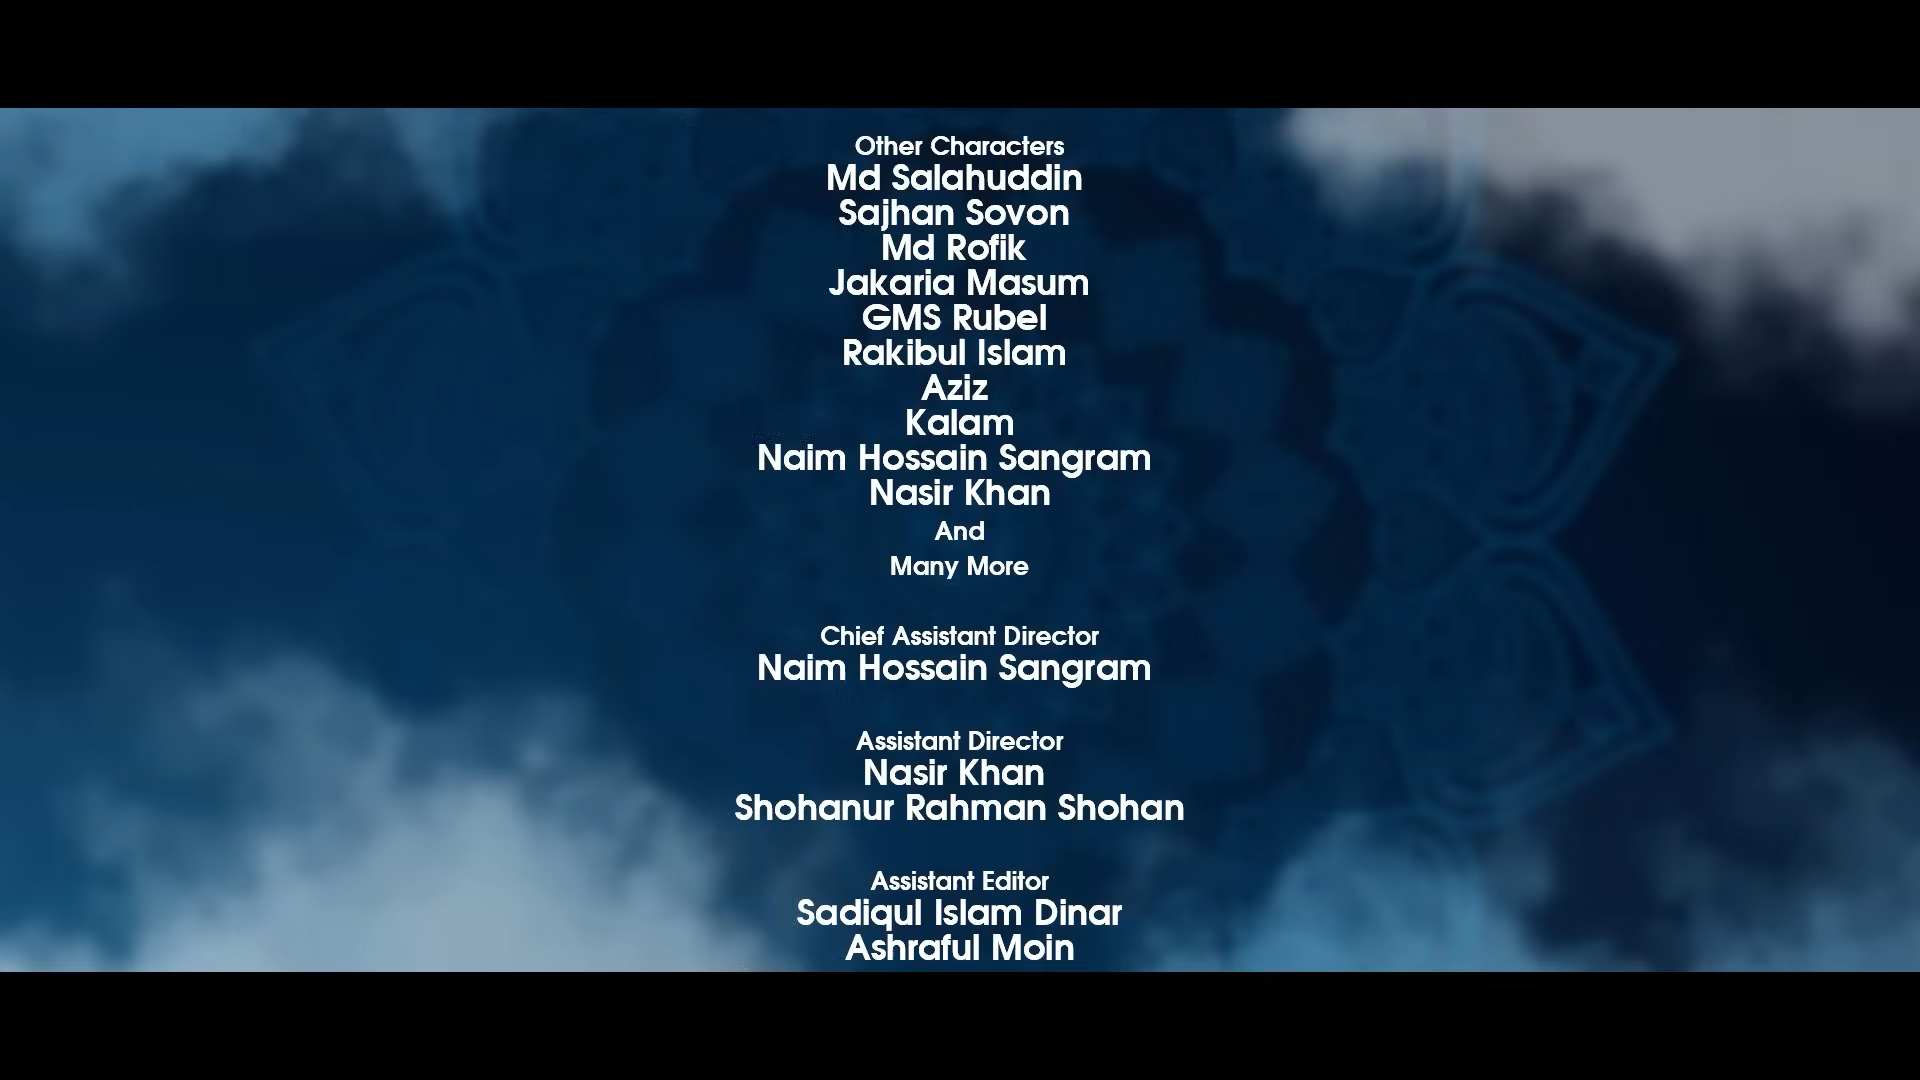 Other Characters
Md Salahuddin
Sajhan Sovon
Md Rofik
Jakaria Masum
GMS Rubel
Rakibul Islam
Aziz
Kalam
Naim Hossain Sangram
Nasir Khan
And
Many More
Chief Assistant Director
Naim Hossain Sangram
Assistant Director
Nasir Khan
Shohanur Rahman Shohan
Assistant Editor
Sadiqul Islam Dinar
Ashraful Moin